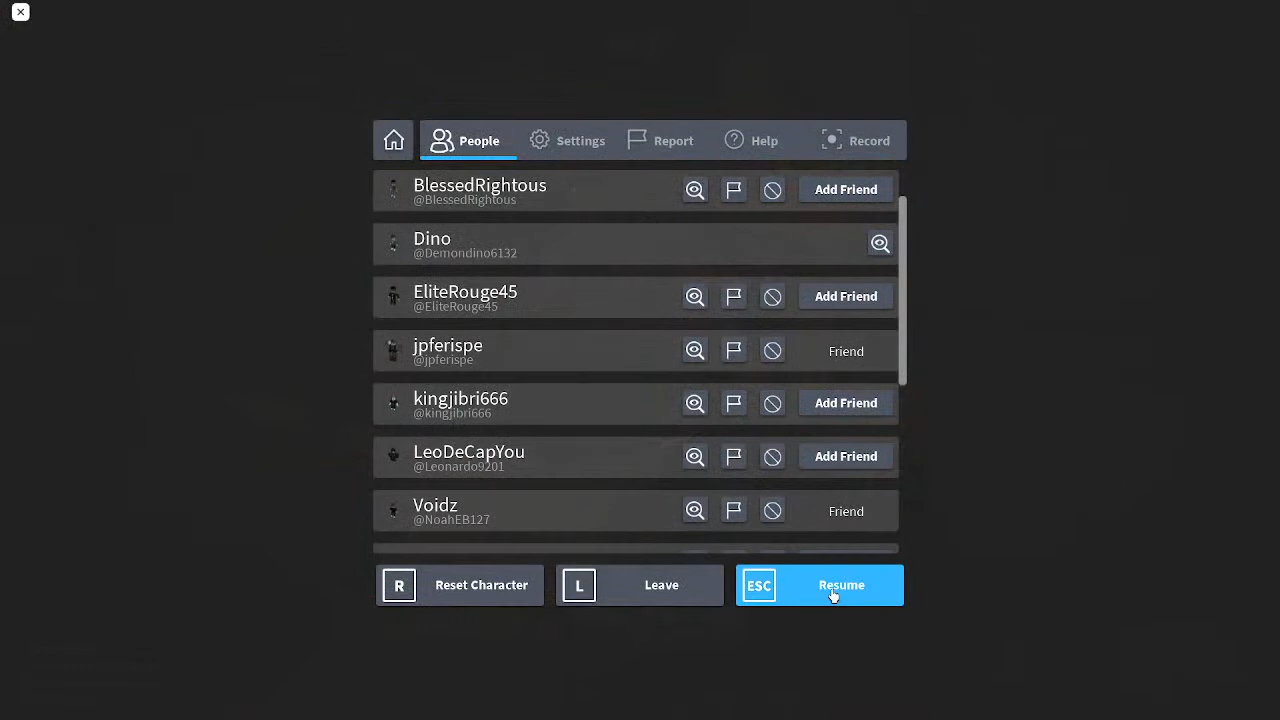 People
Settings
Report
Help
Record
BlessedRightous
@BlessedRightous
Add Friend
Dino
@Demondino6132
EliteRouge45
@EliteRouge45
Add Friend
jpferispe
@jpferispe
Friend
kingjibri666
@kingjibri666
Add Friend
LeoDeCapYou
@Leonardo9201
Add Friend
Voidz
@NoahEB127
Friend
R Reset Character
L Leave
ESC Resume